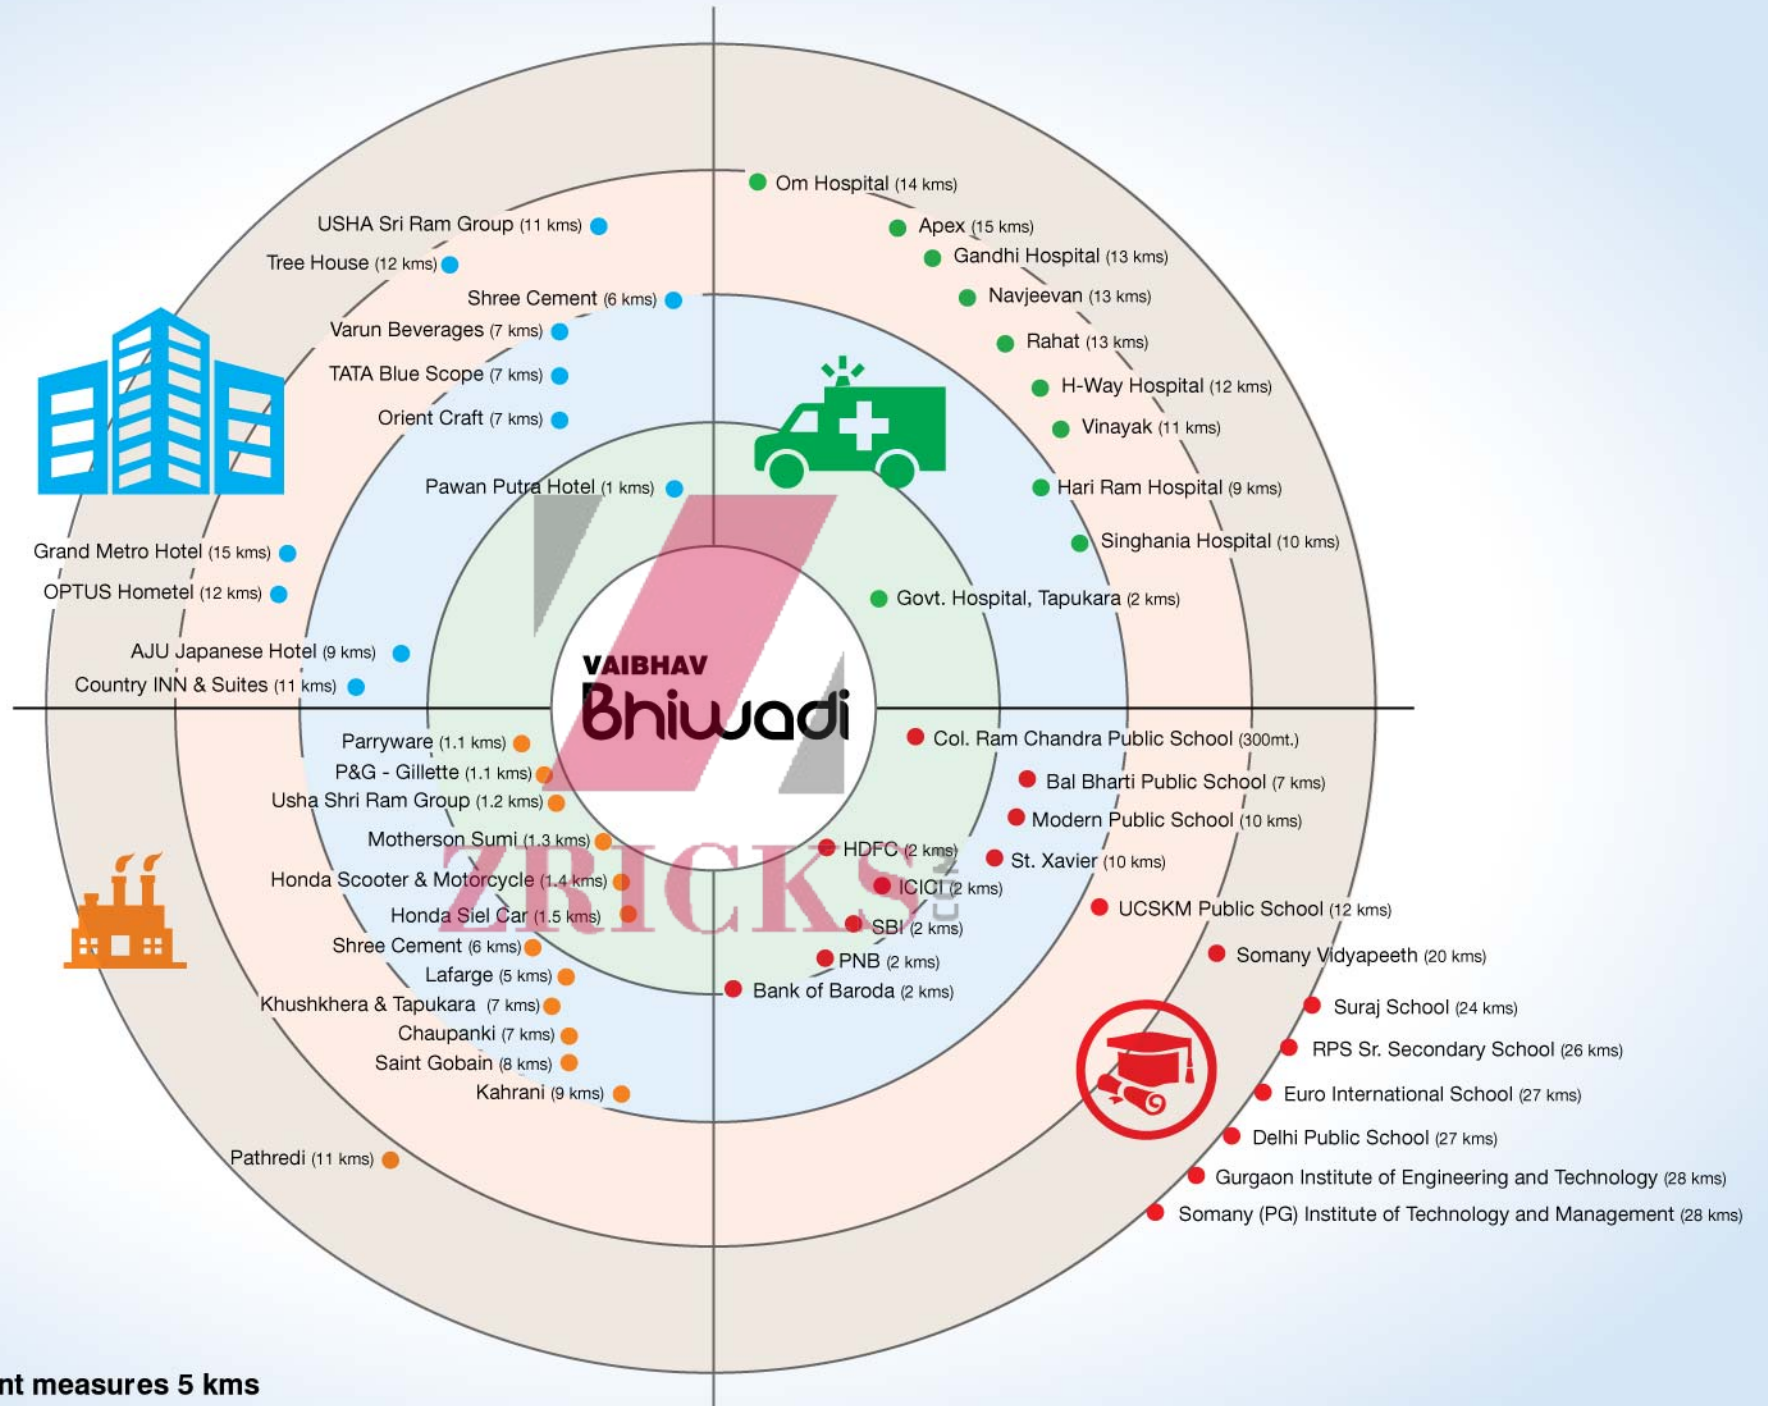 Om Hospital (14 kms)
Apex (15 kms)
Gandhi Hospital (13 kms)
Navjeevan (13 kms)
Rahat (13 kms)
H-Way Hospital (12 kms)
Vinayak (11 kms)
Hari Ram Hospital (9 kms)
Singhania Hospital (10 kms)
Govt. Hospital, Tapukara (2 kms)
USHA Sri Ram Group (11 kms)
Tree House (12 kms)
Shree Cement (6 kms)
Varun Beverages (7 kms)
TATA Blue Scope (7 kms)
Orient Craft (7 kms)
Pawan Putra Hotel (1 kms)
Grand Metro Hotel (15 kms)
OPTUS Hometel (12 kms)
AJU Japanese Hotel (9 kms)
Country INN & Suites (11 kms)
VAIBHAV
Bhiwadi
Parryware (1.1 kms)
P&G - Gillette (1.1 kms)
Usha Shri Ram Group (1.2 kms)
Motherson Sumi (1.3 kms)
Honda Scooter & Motorcycle (1.4 kms)
Honda Siel Car (1.5 kms)
Shree Cement (6 kms)
Lafarge (5 kms)
Khushkhera & Tapukara (7 kms)
Chaupanki (7 kms)
Saint Gobain (8 kms)
Kahrani (9 kms)
Pathredi (11 kms)
ZRICKS
.COM
Col. Ram Chandra Public School (300mt.)
Bal Bharti Public School (7 kms)
Modern Public School (10 kms)
St. Xavier (10 kms)
HDFC (2 kms)
ICICI (2 kms)
SBI (2 kms)
PNB (2 kms)
Bank of Baroda (2 kms)
UCSKM Public School (12 kms)
Somany Vidyapeeth (20 kms)
Suraj School (24 kms)
RPS Sr. Secondary School (26 kms)
Euro International School (27 kms)
Delhi Public School (27 kms)
Gurgaon Institute of Engineering and Technology (28 kms)
Somany (PG) Institute of Technology and Management (28 kms)
nt measures 5 kms